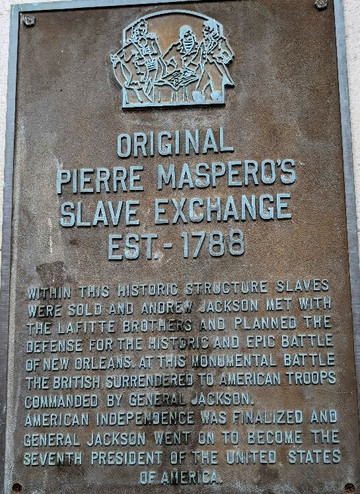 ORIGINAL
PIERRE MASPERO'S
SLAVE EXCHANGE
EST.-1788
WITHIN THIS HISTORIC STRUCTURE SLAVES
WERE SOLD AND ANDREW JACKSON MET WITH
THE LAFITTE BROTHERS AND PLANNED THE
DEFENSE FOR THE HISTORIC AND EPIC BATTLE
OF NEW ORLEANS. AT THIS MONUMENTAL BATTLE
THE BRITISH SURRENDERED TO AMERICAN TROOPS
COMMANDED BY GENERAL JACKSON.
AMERICAN INDEPENDENCE WAS FINALIZED AND
GENERAL JACKSON WENT ON TO BECOME THE
SEVENTH PRESIDENT OF THE UNITED STATES
OF AMERICA.